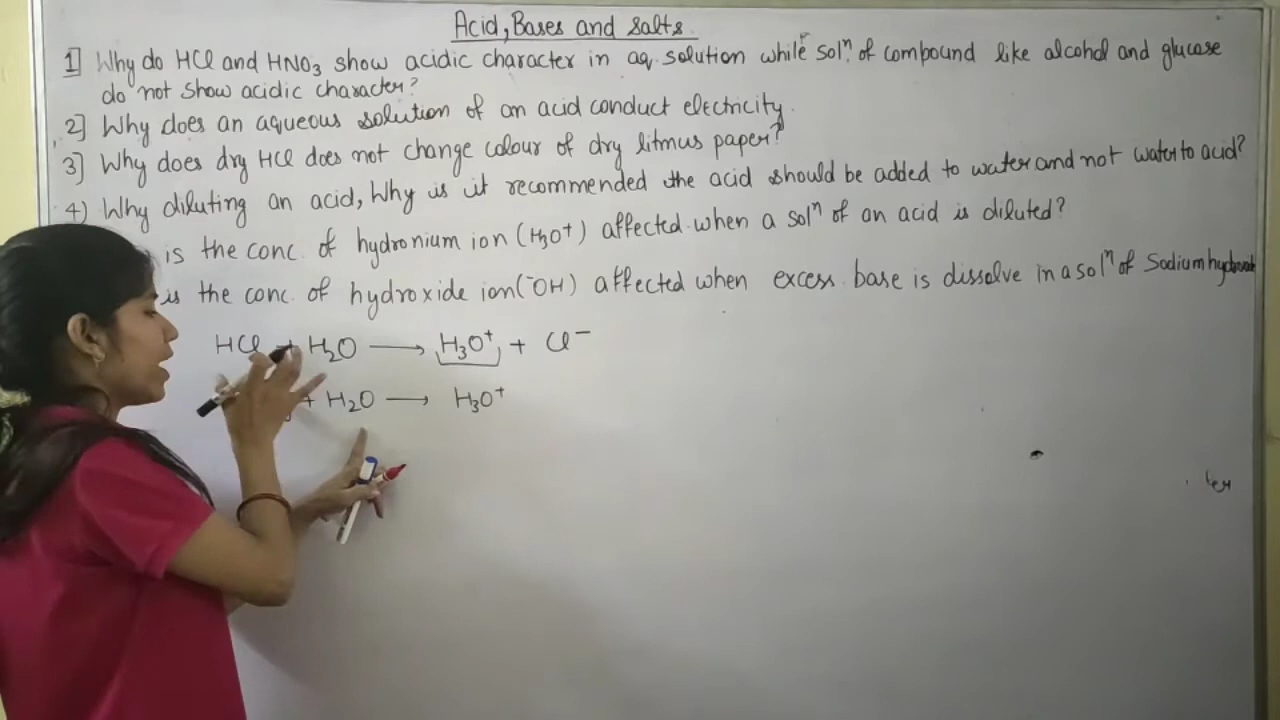 Acid, Bases and Salts.
1] Why do HCl and HNO₃ show acidic character in aq. solution while solⁿ. of compound like alcohol and glucose
do not show acidic character?
2] Why does an aqueous solution of an acid conduct electricity.
3] Why does dry HCl does not change colour of dry litmus paper?
4) Why diluting an acid, Why is it recommended the acid should be added to water and not water to acid?
is the conc. of hydronium ion (H₃O⁺) affected when a solⁿ of an acid is diluted?
is the conc. of hydroxide ion (⁻OH) affected when excess base is dissolve in a solⁿ of Sodium
HCl + H₂O ⟶ H₃O⁺ + Cl⁻
+ H₂O ⟶ H₃O⁺